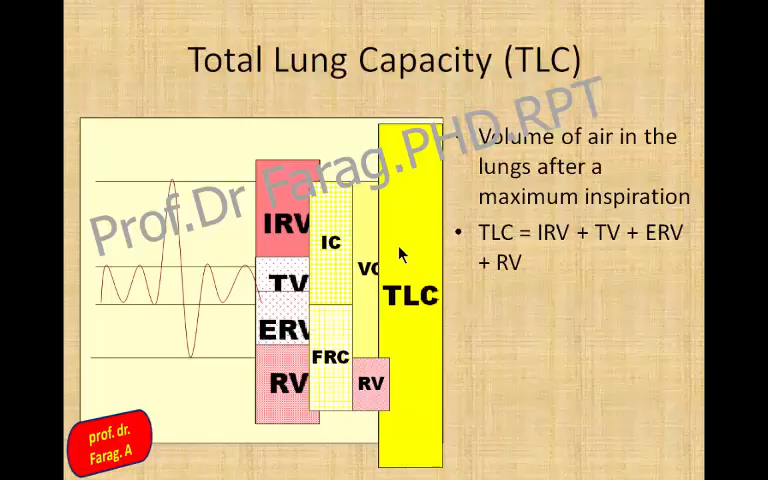 Total Lung Capacity (TLC)
Prof.Dr Farag.PHD.RPT
Volume of air in the
lungs after a
maximum inspiration
TLC = IRV + TV + ERV
+ RV
IRV
IC
VC
TV
TLC
ERV
FRC
RV
RV
prof. dr.
Farag. A